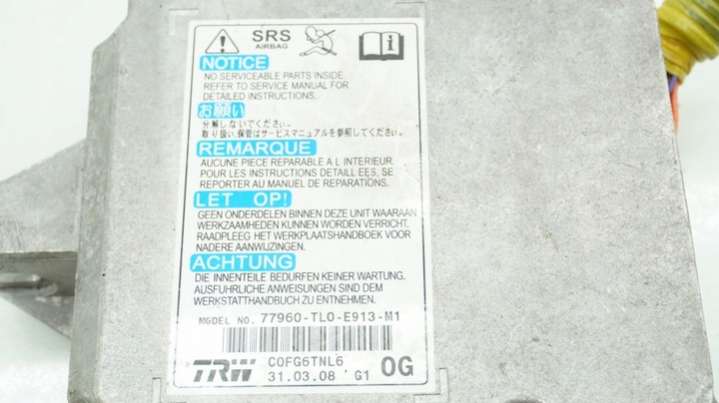 SRS
AIRBAG
NOTICE
NO SERVICEABLE PARTS INSIDE.
REFER TO SERVICE MANUAL FOR
DETAILED INSTRUCTIONS.
お願い
分解しないでください。
取り扱い、保管はサービスマニュアルを参照してください。
REMARQUE
AUCUNE PIECE REPARABLE A L INTERIEUR.
POUR LES INSTRUCTIONS DETAILL EES, SE
REPORTER AU MANUEL DE REPARATIONS.
LET OP!
GEEN ONDERDELEN BINNEN DEZE UNIT WAARAAN
WERKZAAMHEDEN KUNNEN WORDEN VERRICHT.
RAADPLEEG HET WERKPLAATSHANDBOEK VOOR
NADERE AANWIJZINGEN.
ACHTUNG
DIE INNENTEILE BEDURFEN KEINER WARTUNG.
AUSFUHRLICHE ANWEISUNGEN SIND DEM
WERKSTATTHANDBUCH ZU ENTNEHMEN.
MODEL NO. 77960-TL0-E913-M1
TRW C0FG6TNL6 0G
31.03.08 ' G1